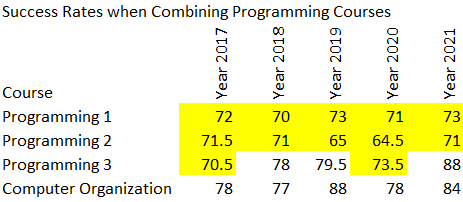 Success Rates when Combining Programming Courses
Course Year 2017 Year 2018 Year 2019 Year 2020 Year 2021
Programming 1 72 70 73 71 73
Programming 2 71.5 71 65 64.5 71
Programming 3 70.5 78 79.5 73.5 88
Computer Organization 78 77 88 78 84